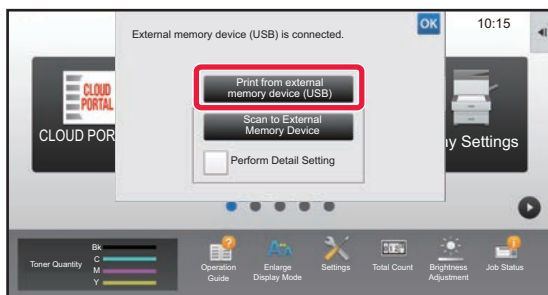 External memory device (USB) is connected.
OK
10:15
Print from external
memory device (USB)
Scan to External
Memory Device
Perform Detail Setting
CLOUD
PORTAL
CLOUD POR
y Settings
Toner Quantity
Bk
C
M
Y
Operation
Guide
Enlarge
Display Mode
Settings
Total Count
Brightness
Adjustment
Job Status